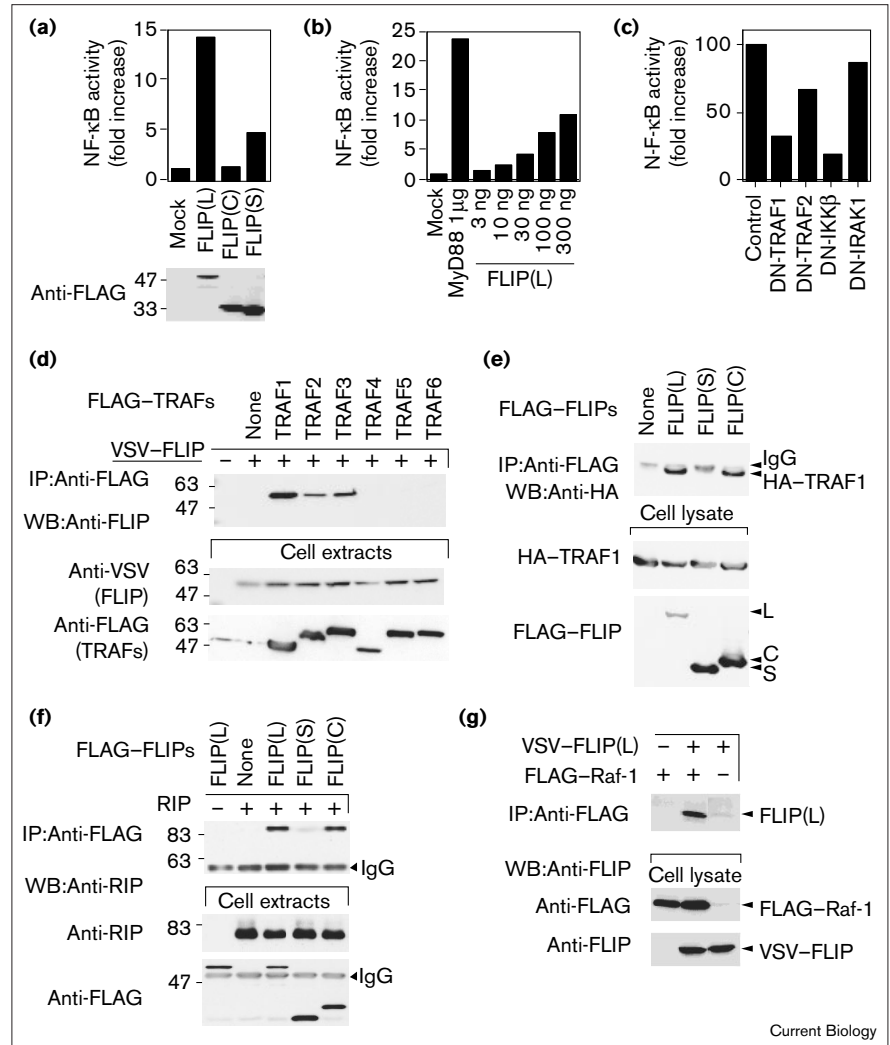 (a)
NF-κB activity
(fold increase)
15
10
5
0
Mock
FLIP(L)
FLIP(C)
FLIP(S)
Anti-FLAG
47
33
(b)
NF-κB activity
(fold increase)
25
20
15
10
5
0
Mock
MyD88 1µg
3 ng
10 ng
30 ng
100 ng
300 ng
FLIP(L)
(c)
N-F-κB activity
(fold increase)
100
50
0
Control
DN-TRAF1
DN-TRAF2
DN-IKKβ
DN-IRAK1
(d)
FLAG–TRAFs
None
TRAF1
TRAF2
TRAF3
TRAF4
TRAF5
TRAF6
VSV–FLIP
– + + + + + + +
IP:Anti-FLAG
63
47
WB:Anti-FLIP
Cell extracts
Anti-VSV
(FLIP)
63
47
Anti-FLAG
(TRAFs)
63
47
(e)
FLAG–FLIPs
None
FLIP(L)
FLIP(S)
FLIP(C)
IP:Anti-FLAG
WB:Anti-HA
IgG
HA–TRAF1
Cell lysate
HA–TRAF1
FLAG–FLIP
L
C
S
(f)
FLAG–FLIPs
FLIP(L)
None
FLIP(L)
FLIP(S)
FLIP(C)
RIP
– + + + +
IP:Anti-FLAG
83
63
WB:Anti-RIP
IgG
Cell extracts
Anti-RIP
83
47
IgG
Anti-FLAG
(g)
VSV–FLIP(L) – + +
FLAG–Raf-1 + + –
IP:Anti-FLAG
FLIP(L)
WB:Anti-FLIP
Cell lysate
Anti-FLAG
FLAG–Raf-1
Anti-FLIP
VSV–FLIP
Current Biology